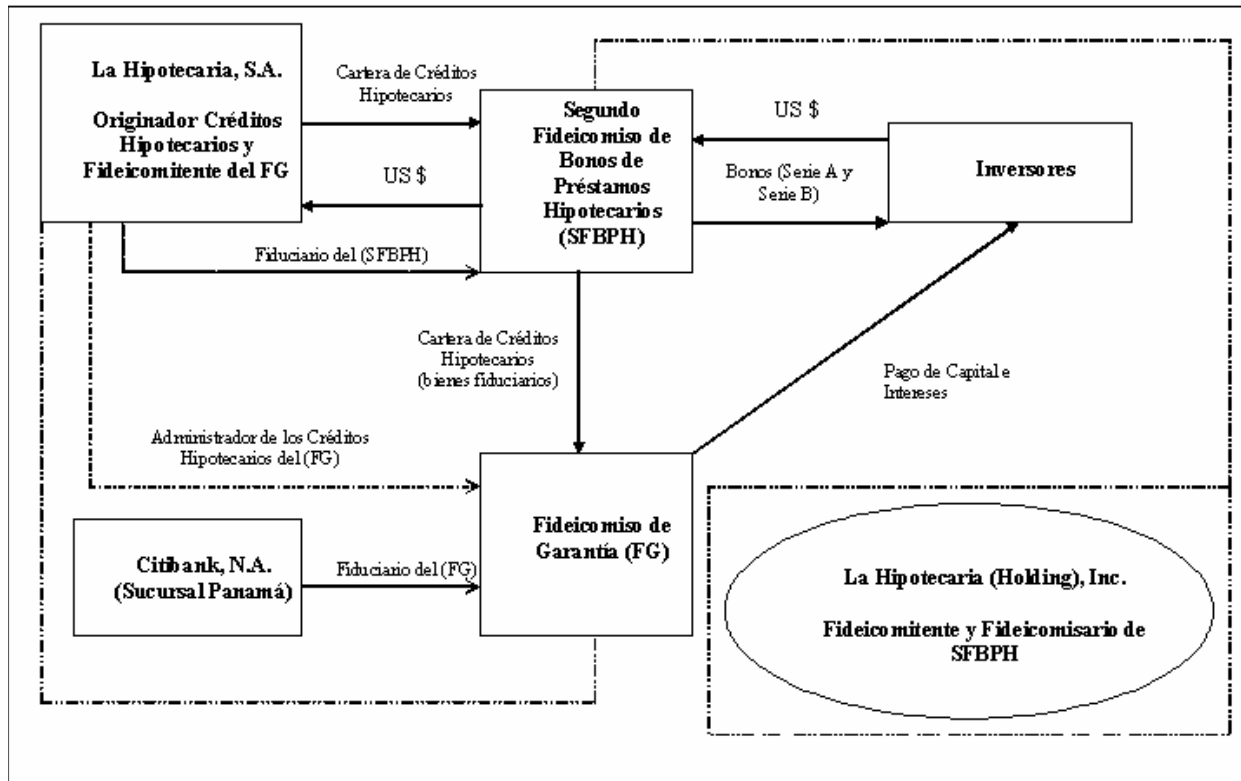 La Hipotecaria, S.A.
Originador Créditos
Hipotecarios y
Fideicomitente del FG
Cartera de Créditos
Hipotecarios
US $
Fiduciario del (SFBPH)
Segundo
Fideicomiso de
Bonos de
Préstamos
Hipotecarios
(SFBPH)
US $
Bonos (Serie A y
Serie B)
Inversores
Cartera de Créditos
Hipotecarios
(bienes fiduciarios)
Pago de Capital e
Intereses
Administrador de los Créditos
Hipotecarios del (FG)
Citibank, N.A.
(Sucursal Panamá)
Fiduciario del (FG)
Fideicomiso de
Garantía (FG)
La Hipotecaria (Holding), Inc.
Fideicomitente y Fideicomisario de
SFBPH